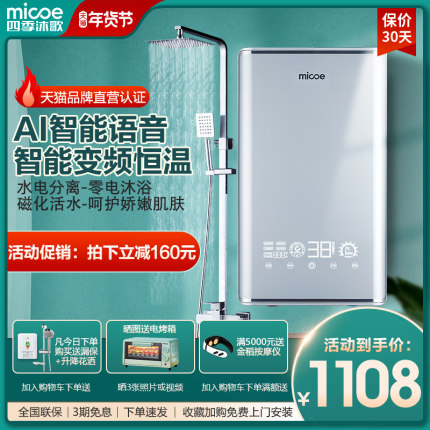 micoe
四季沐歌
天猫年货节
保价
30天
天猫品牌直营认证
AI智能语音
智能变频恒温
水电分离-零电沐浴
磁化活水-呵护娇嫩肌肤
活动促销：拍下立减160元
micoe
38
凡今日下单
购买送漏保
+升降花洒
加入购物车下单送
晒图送电烤箱
晒3张照片或视频
满5000元送
金稻按摩仪
加入购物车下单满额送
活动到手价：
¥1108
全国联保 | 3期免息 | 下单速发 | 收藏加购免费上门安装